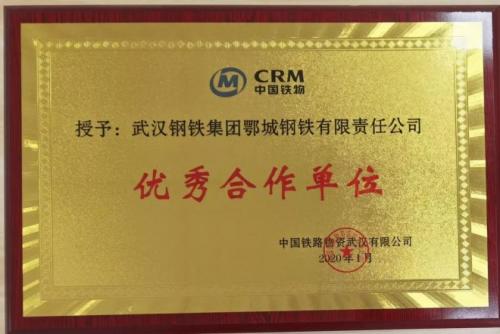 CRM
中国铁物
授予：武汉钢铁集团鄂城钢铁有限责任公司
优秀合作单位
中国铁路物资武汉有限公司
2020年1月